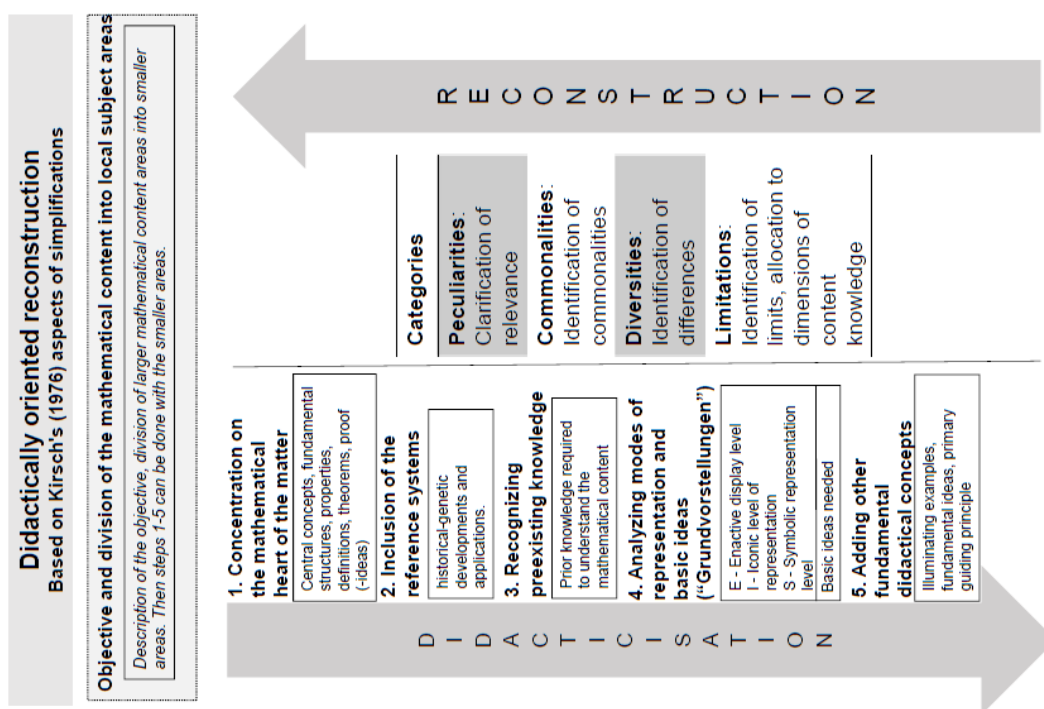 Didactically oriented reconstruction
Based on Kirsch's (1976) aspects of simplifications
Objective and division of the mathematical content into local subject areas
Description of the objective, division of larger mathematical content areas into smaller
areas. Then steps 1-5 can be done with the smaller areas.
DIDACTICISATION
1. Concentration on
the mathematical
heart of the matter
Central concepts, fundamental
structures, properties,
definitions, theorems, proof
(-ideas)
2. Inclusion of the
reference systems
historical-genetic
developments and
applications.
3. Recognizing
preexisting knowledge
Prior knowledge required
to understand the
mathematical content
4. Analyzing modes of
representation and
basic ideas
("Grundvorstellungen")
E - Enactive display level
I - Iconic level of
representation
S - Symbolic representation
level
Basic ideas needed
5. Adding other
fundamental
didactical concepts
Illuminating examples,
fundamental ideas, primary
guiding principle
Categories
Peculiarities:
Clarification of
relevance
Commonalities:
Identification of
commonalities
Diversities:
Identification of
differences
Limitations:
Identification of
limits, allocation to
dimensions of
content
knowledge
RECONSTRUCTION